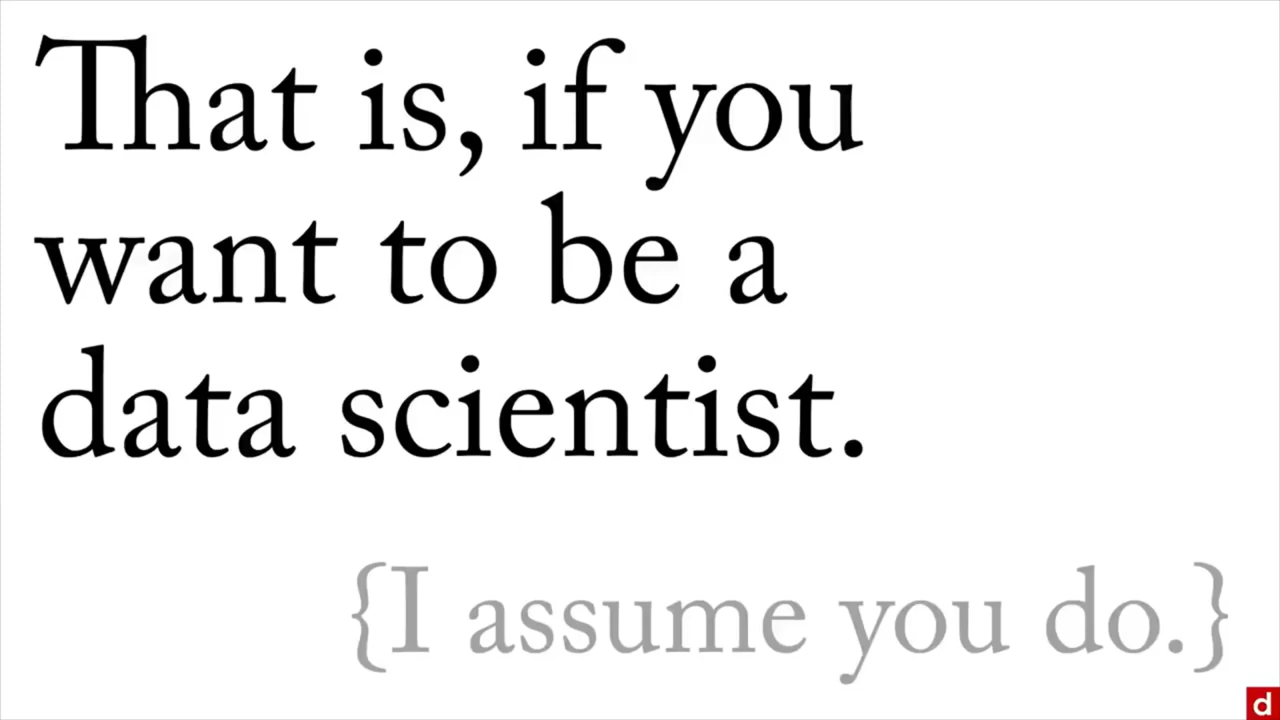 That is, if you
want to be a
data scientist.
{I assume you do.}
d